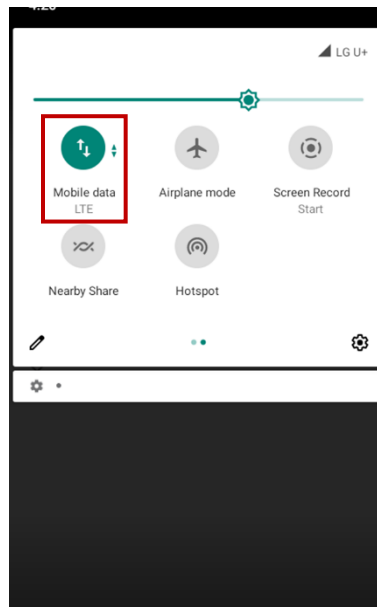 LG U+
Mobile data
Airplane mode
Screen Record
LTE
Start
Nearby Share
Hotspot